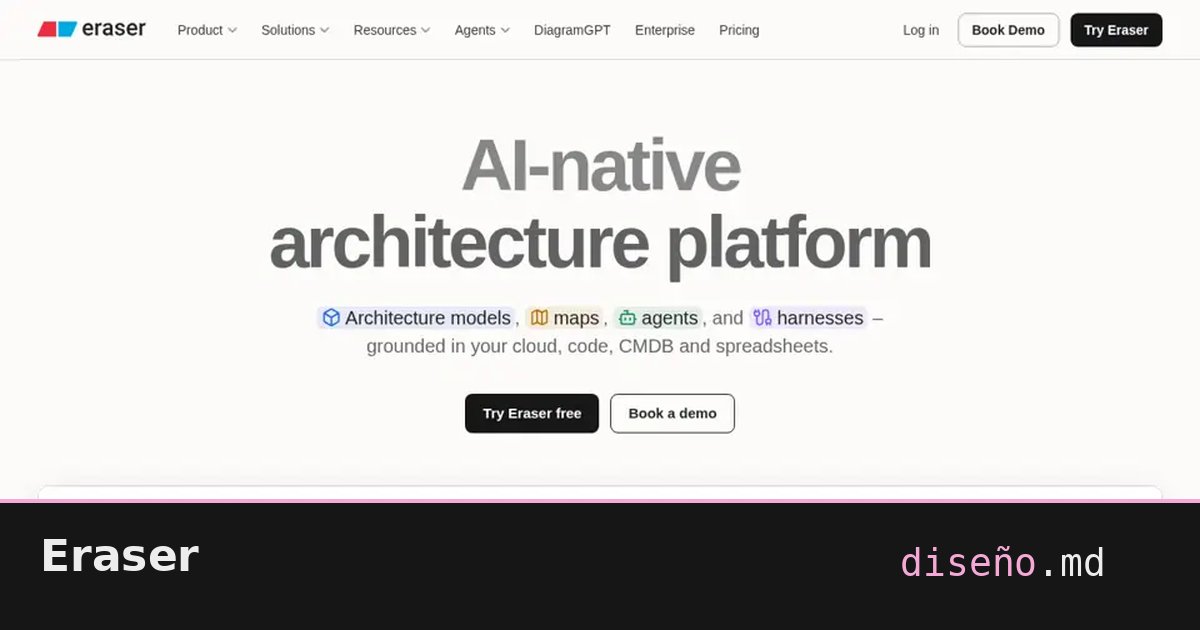 eraser Product Solutions Resources Agents DiagramGPT Enterprise Pricing Log in Book Demo Try Eraser
AI-native
architecture platform
Architecture models, maps, agents, and harnesses –
grounded in your cloud, code, CMDB and spreadsheets.
Try Eraser free Book a demo
Eraser diseño.md